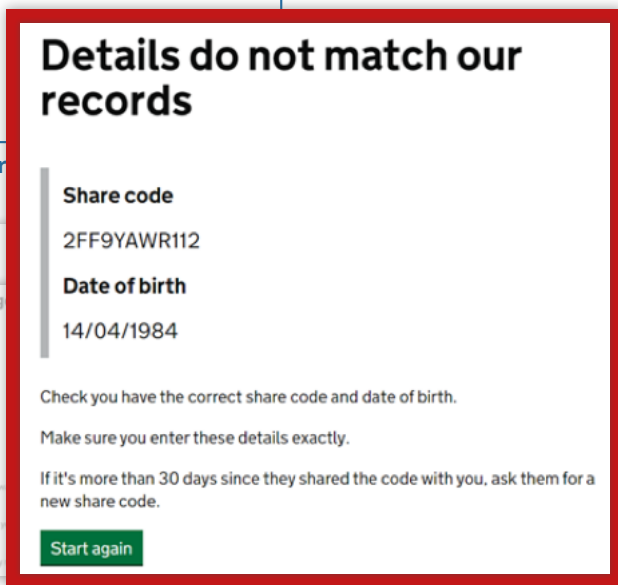 Details do not match our
records
Share code
2FF9YAWR112
Date of birth
14/04/1984
Check you have the correct share code and date of birth.
Make sure you enter these details exactly.
If it's more than 30 days since they shared the code with you, ask them for a
new share code.
Start again